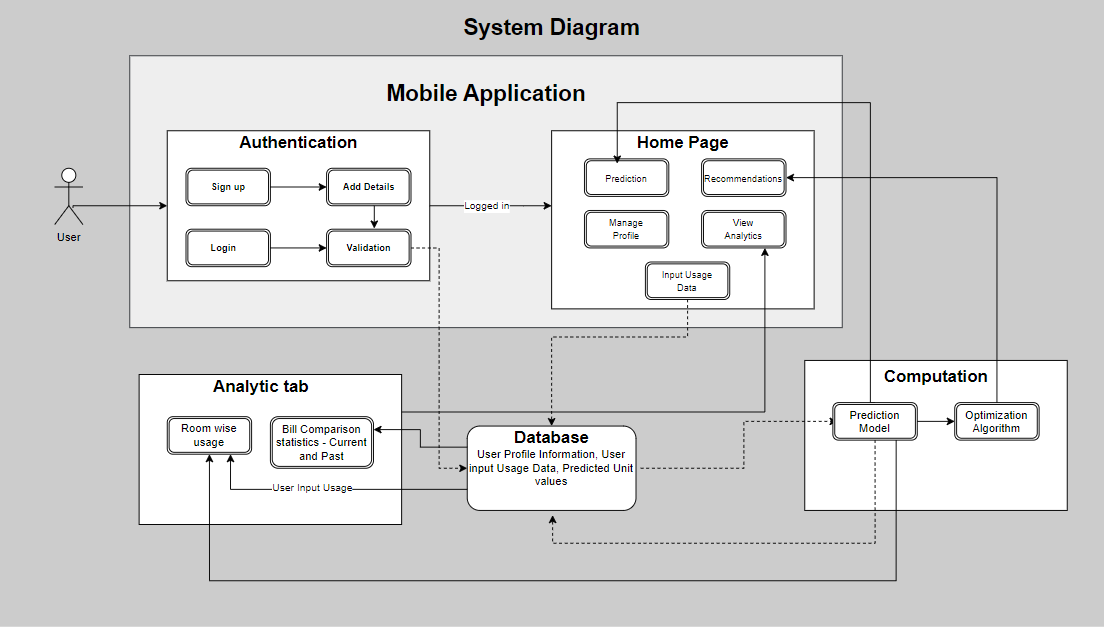 System Diagram
Mobile Application
Authentication
Sign up
Add Details
Login
Validation
User
Logged in
Home Page
Prediction
Recommendations
Manage
Profile
View
Analytics
Input Usage
Data
Analytic tab
Room wise
usage
Bill Comparison
statistics - Current
and Past
User Input Usage
Database
User Profile Information, User
input Usage Data, Predicted Unit
values
Computation
Prediction
Model
Optimization
Algorithm